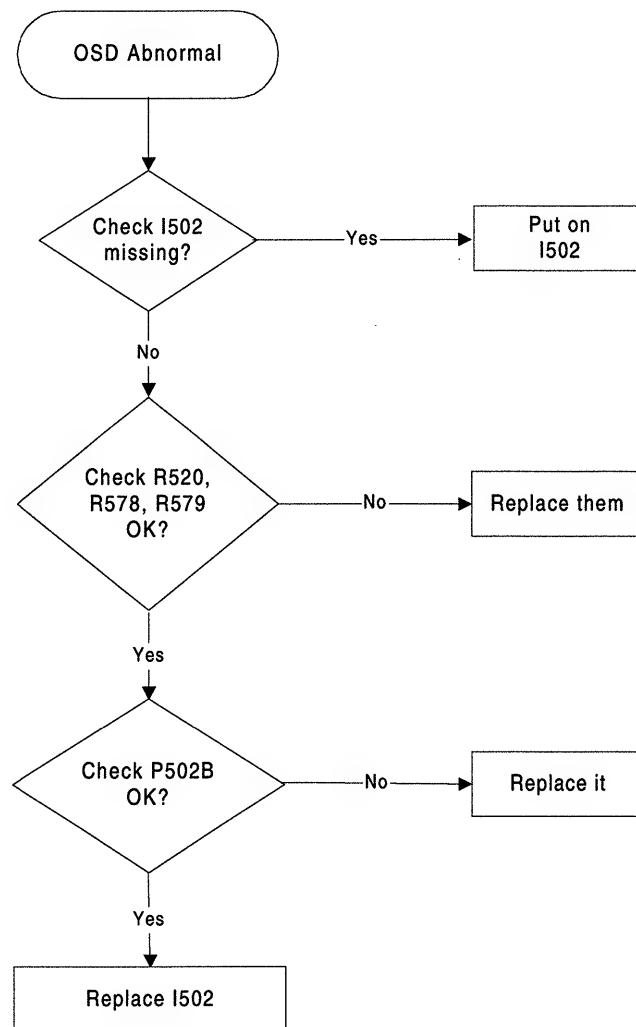 OSD Abnormal
Check I502
missing?
Yes
Put on
I502
No
Check R520,
R578, R579
OK?
No
Replace them
Yes
Check P502B
OK?
No
Replace it
Yes
Replace I502